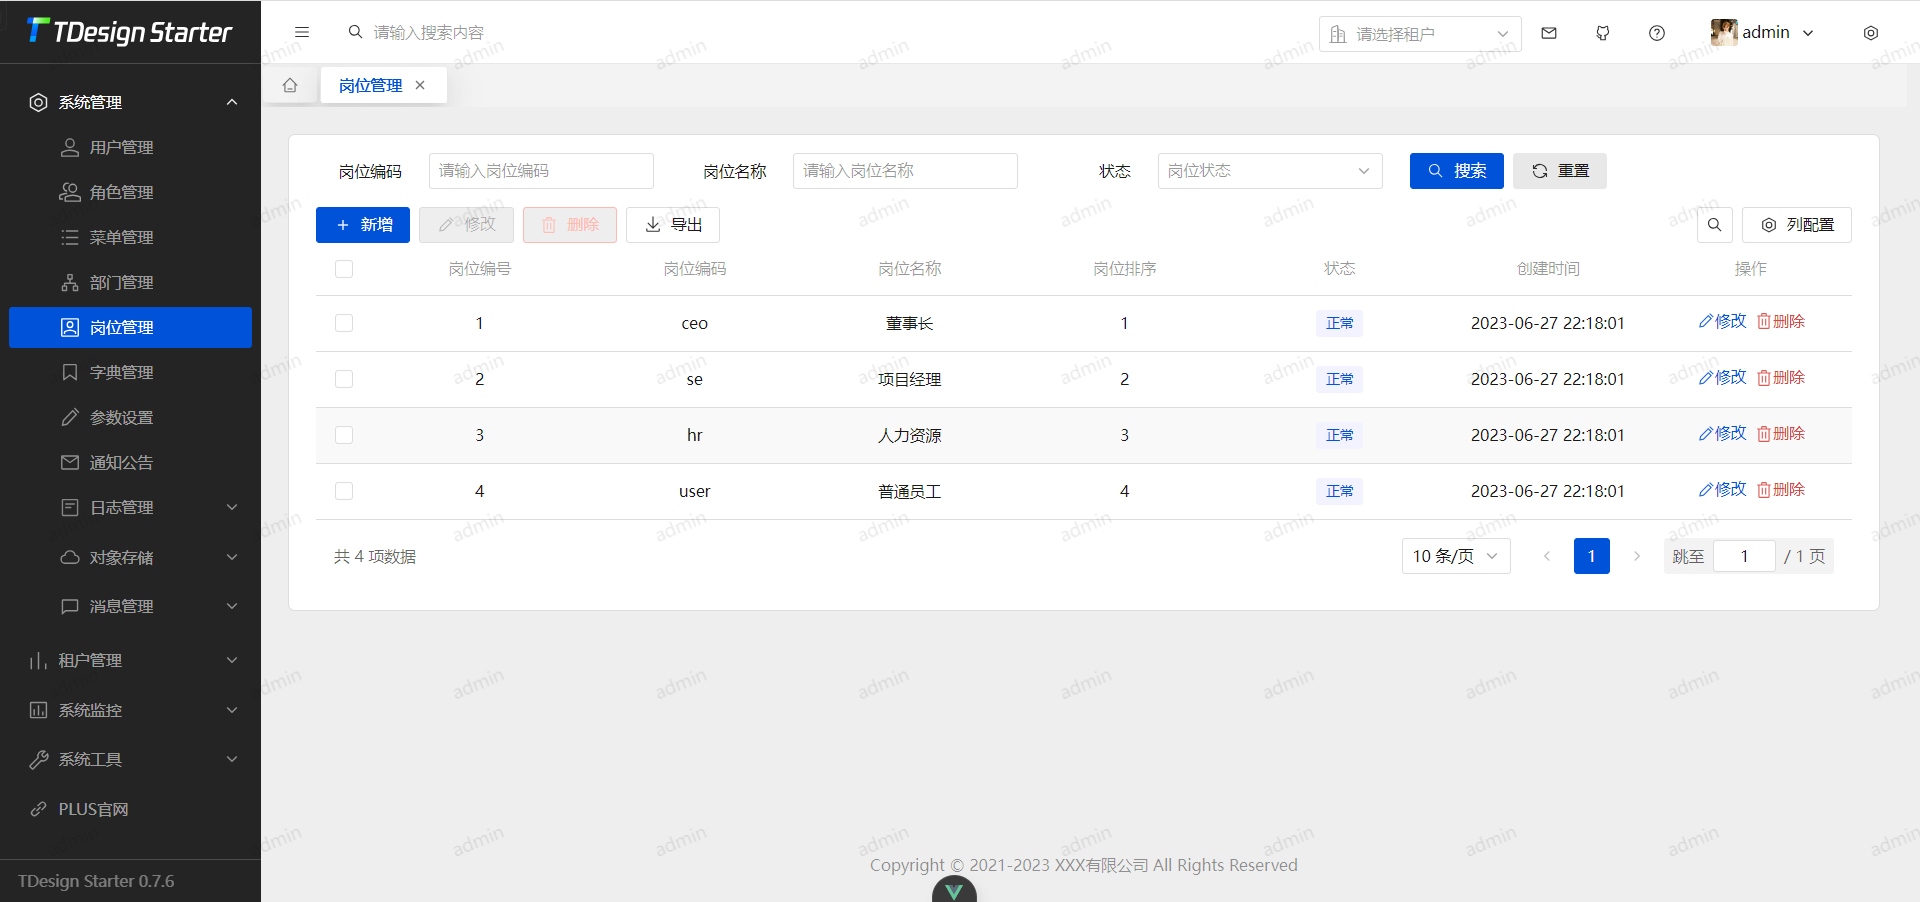 TDesign Starter
请输入搜索内容
请选择租户
admin
系统管理
用户管理
角色管理
菜单管理
部门管理
岗位管理
字典管理
参数设置
通知公告
日志管理
对象存储
消息管理
租户管理
系统监控
系统工具
PLUS官网
TDesign Starter 0.7.6
岗位管理
岗位编码 请输入岗位编码 岗位名称 请输入岗位名称 状态 岗位状态 搜索 重置
新增 修改 删除 导出 列配置
岗位编号 岗位编码 岗位名称 岗位排序 状态 创建时间 操作
1 ceo 董事长 1 正常 2023-06-27 22:18:01 修改 删除
2 se 项目经理 2 正常 2023-06-27 22:18:01 修改 删除
3 hr 人力资源 3 正常 2023-06-27 22:18:01 修改 删除
4 user 普通员工 4 正常 2023-06-27 22:18:01 修改 删除
共 4 项数据 10 条/页 1 跳至 1 / 1 页
Copyright © 2021-2023 XXX有限公司 All Rights Reserved